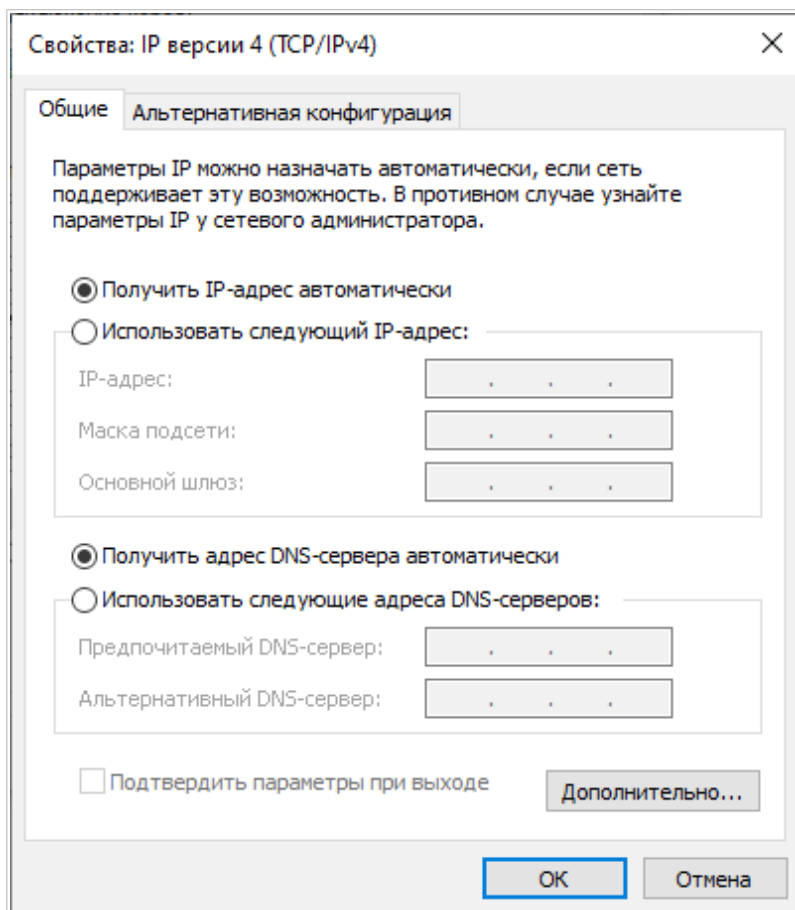 Свойства: IP версии 4 (TCP/IPv4)
Общие
Альтернативная конфигурация
Параметры IP можно назначать автоматически, если сеть
поддерживает эту возможность. В противном случае узнайте
параметры IP у сетевого администратора.
Получить IP-адрес автоматически
Использовать следующий IP-адрес:
IP-адрес:
Маска подсети:
Основной шлюз:
Получить адрес DNS-сервера автоматически
Использовать следующие адреса DNS-серверов:
Предпочитаемый DNS-сервер:
Альтернативный DNS-сервер:
Подтвердить параметры при выходе
Дополнительно...
ОК
Отмена